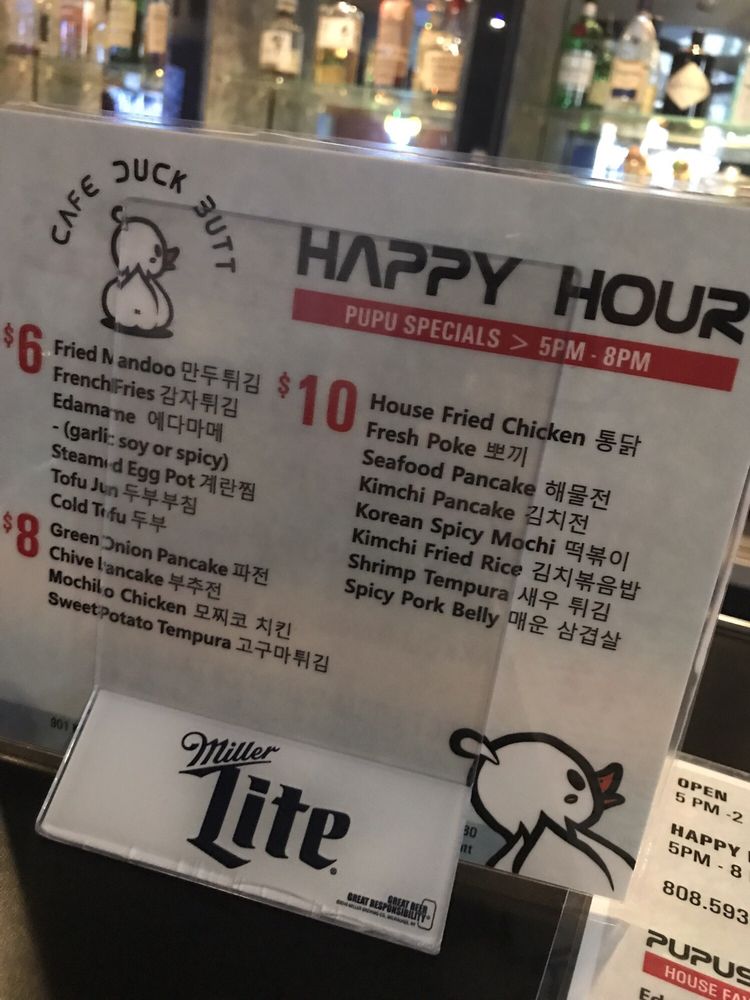 CAFE DUCK BUTT
HAPPY HOUR
PUPU SPECIALS > 5PM - 8PM
$6
Fried Mandoo 만두튀김
French Fries 감자튀김
Edamame 에다마메
- (garlic soy or spicy)
Steamed Egg Pot 계란찜
Tofu Jun 두부부침
Cold Tofu 두부
$8
Green Onion Pancake 파전
Chive Pancake 부추전
Mochiko Chicken 모찌코 치킨
Sweet Potato Tempura 고구마튀김
$10
House Fried Chicken 통닭
Fresh Poke 뽀끼
Seafood Pancake 해물전
Kimchi Pancake 김치전
Korean Spicy Mochi 떡볶이
Kimchi Fried Rice 김치볶음밥
Shrimp Tempura 새우 튀김
Spicy Pork Belly 매운 삼겹살
901
Miller
Lite
GREAT BEER
GREAT RESPONSIBILITY
OPEN
5 PM -2
HAPPY
5PM - 8
808.593
PUPUS
HOUSE